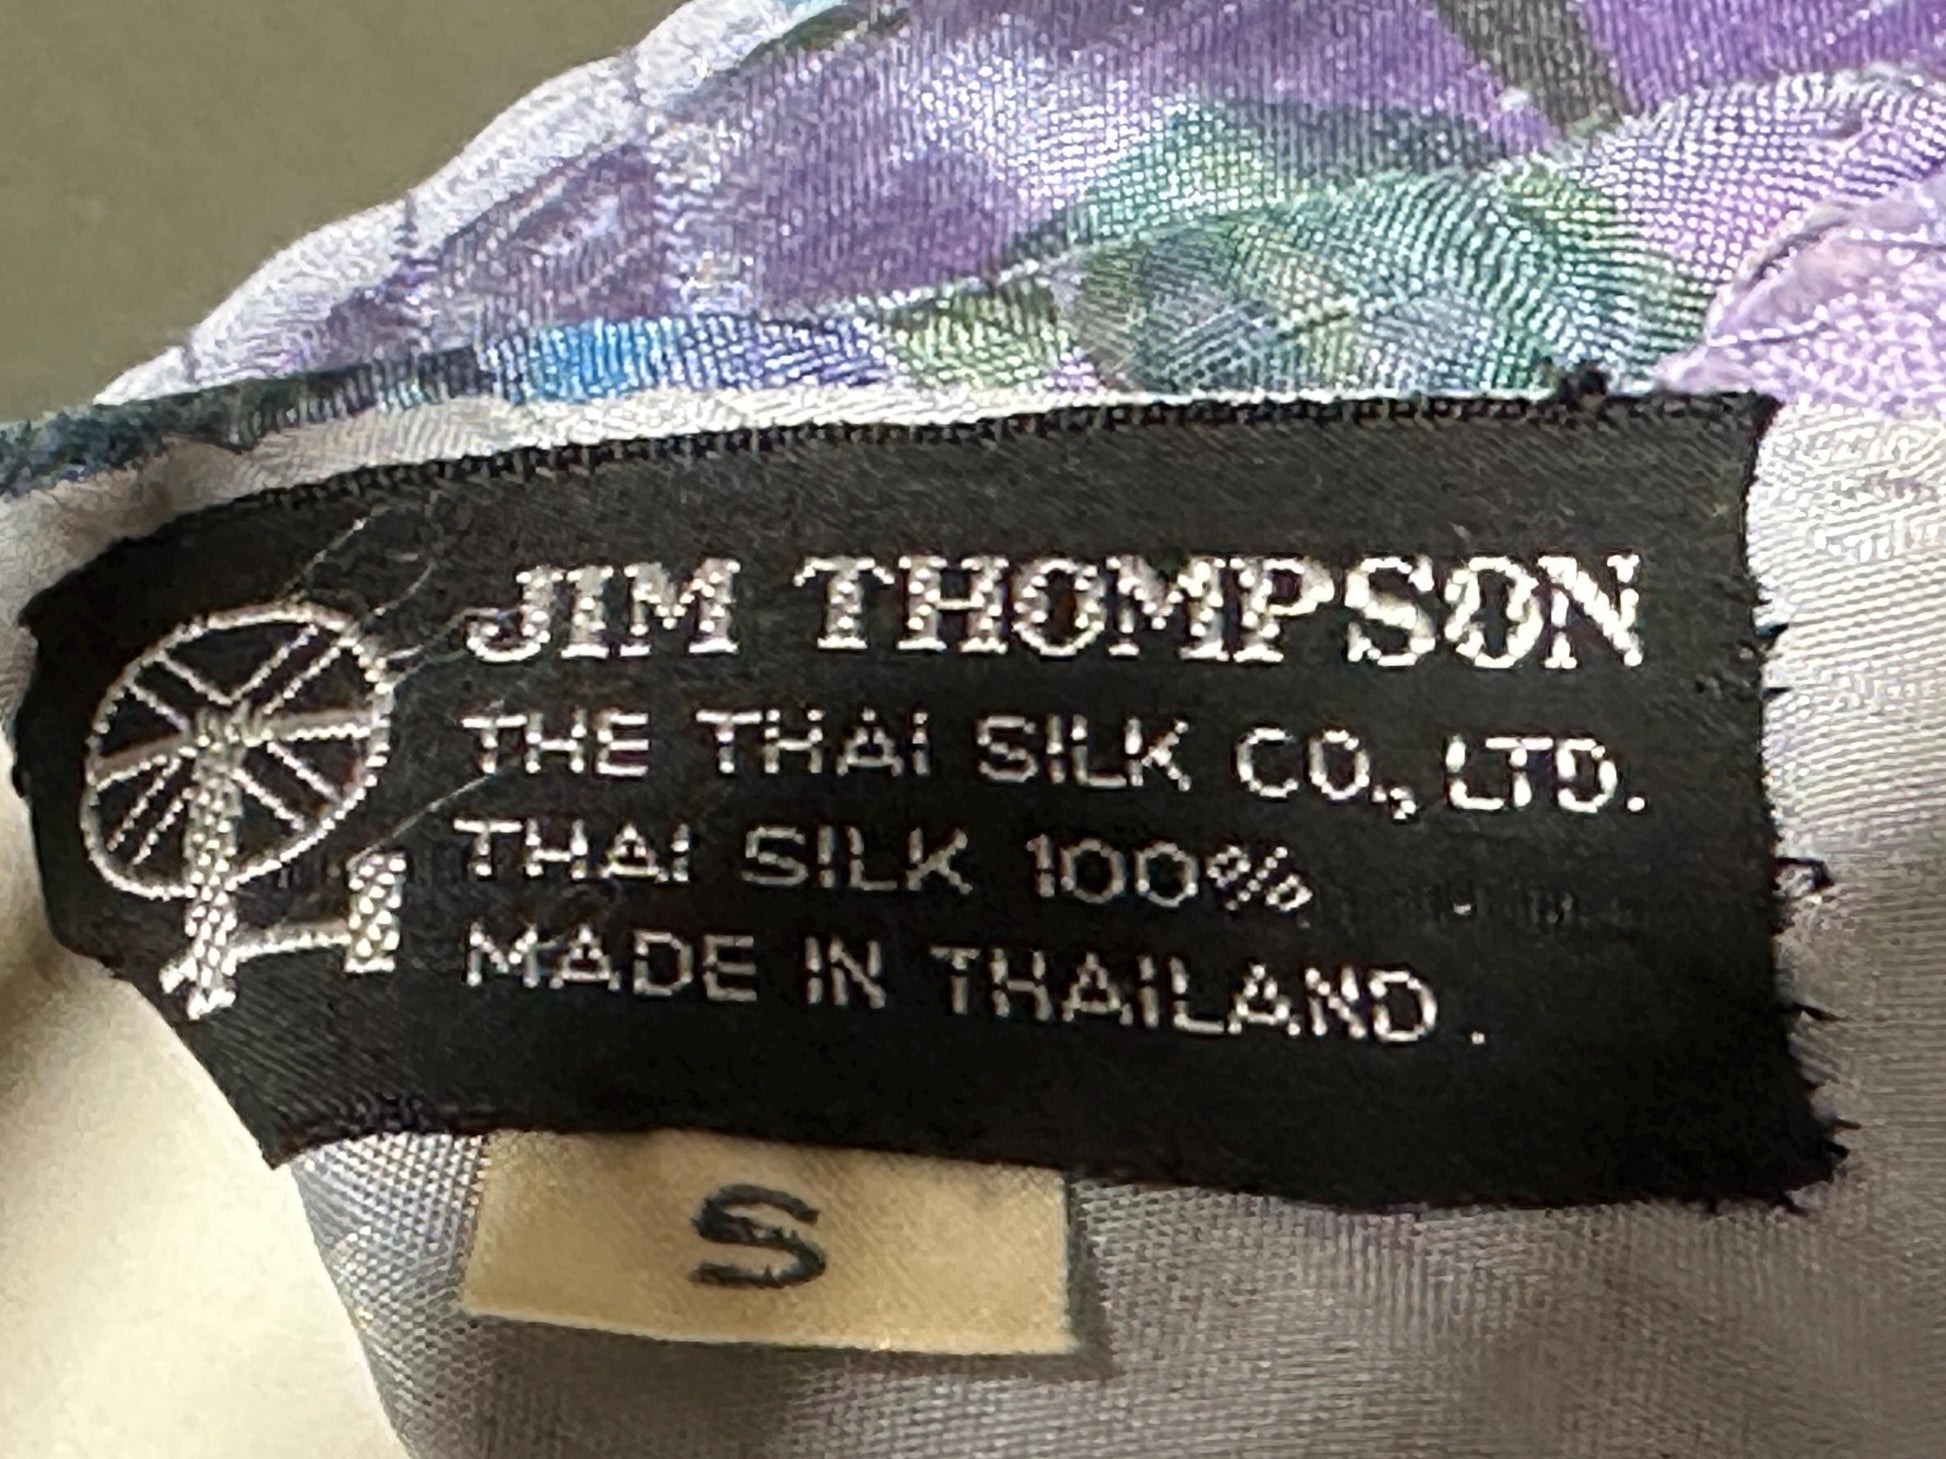 JIM THOMPSON
THE THAI SILK CO., LTD.
THAI SILK 100%
MADE IN THAILAND.
S